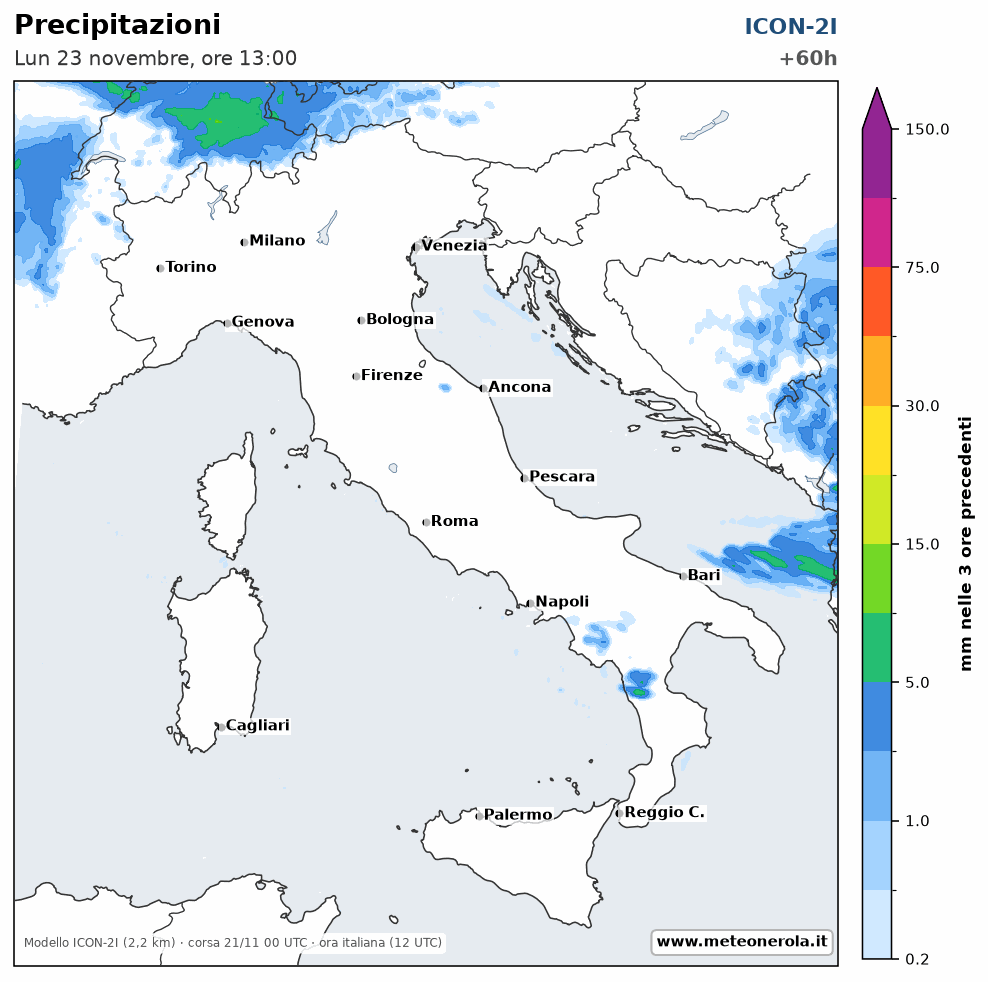 Precipitazioni
ICON-2I
Lun 23 novembre, ore 13:00
+60h
150.0
75.0
30.0
15.0
5.0
1.0
0.2
mm nelle 3 ore precedenti
Milano
Venezia
Torino
Genova
Bologna
Firenze
Ancona
Pescara
Roma
Bari
Napoli
Cagliari
Palermo
Reggio C.
Modello ICON-2I (2,2 km) · corsa 21/11 00 UTC · ora italiana (12 UTC)
www.meteonerola.it